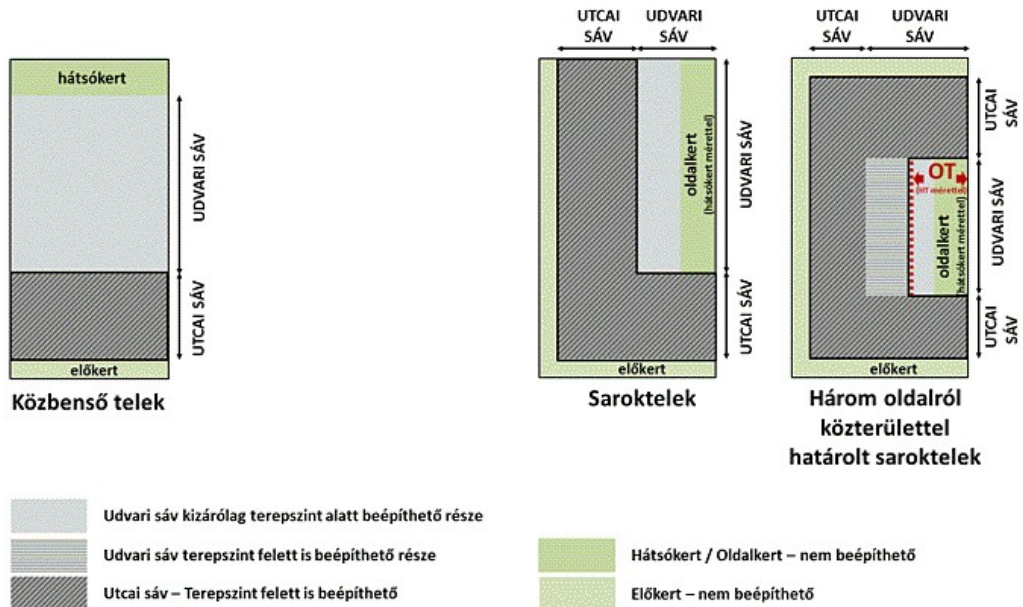 hátsókert
UDVARI SÁV
UTCAI SÁV
előkert
Közbenső telek
UTCAI
SÁV
UDVARI
SÁV
oldalkert
(hátsókert mérettel)
UDVARI SÁV
UTCAI SÁV
előkert
Saroktelek
UTCAI
SÁV
UDVARI
SÁV
UTCAI
SÁV
OT
(HT mérettel)
oldalkert
(hátsókert mérettel)
UDVARI SÁV
UTCAI
SÁV
előkert
Három oldalról
közterülettel
határolt saroktelek
Udvari sáv kizárólag terepszint alatt beépíthető része
Udvari sáv terepszint felett is beépíthető része
Utcai sáv – Terepszint felett is beépíthető
Hátsókert / Oldalkert – nem beépíthető
Előkert – nem beépíthető